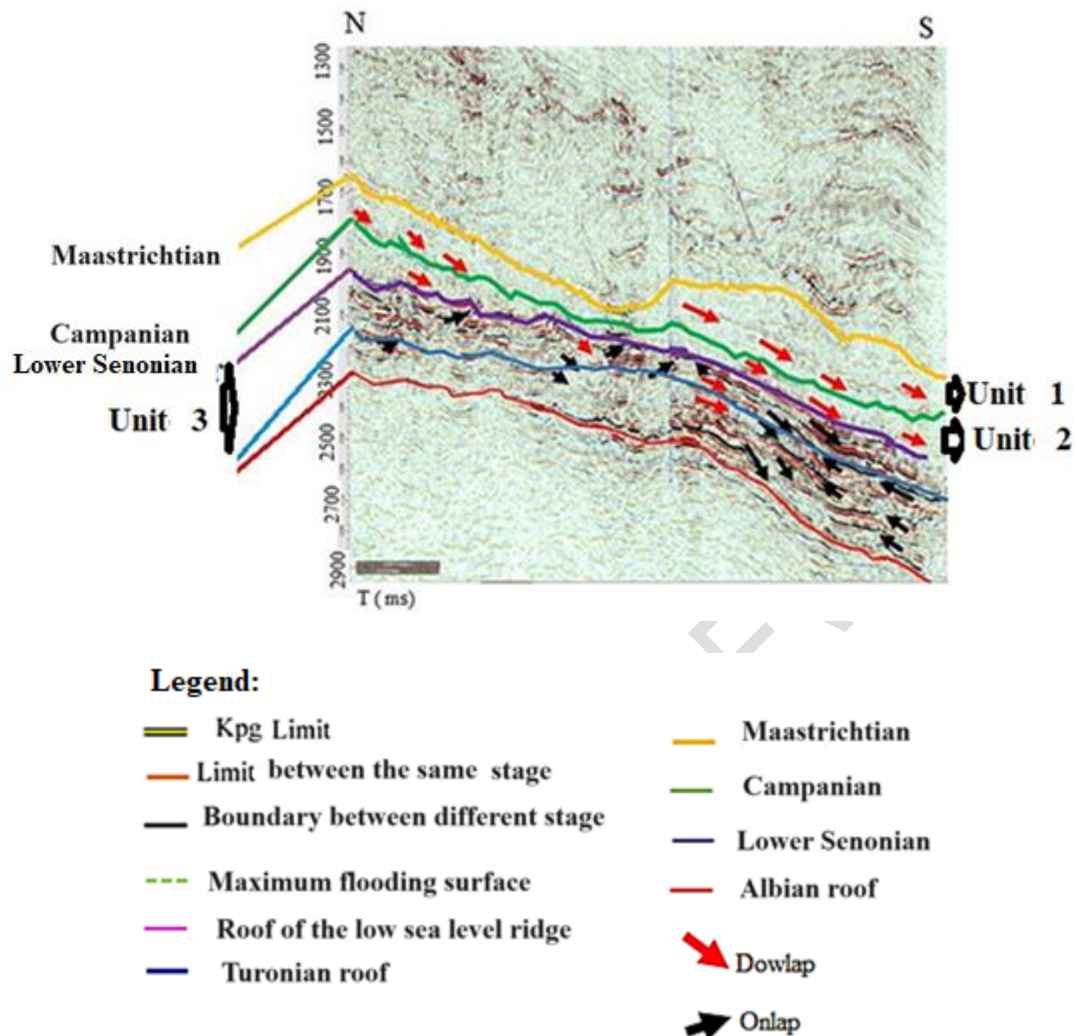 N
S
1300
1500
1700
1900
2100
2300
2500
2700
2900
Maastrichtian
Campanian
Lower Senonian
Unit 3
Unit 1
Unit 2
T ( ms)
Legend:
Kpg Limit
Limit between the same stage
Boundary between different stage
Maximum flooding surface
Roof of the low sea level ridge
Turonian roof
Maastrichtian
Campanian
Lower Senonian
Albian roof
Dowlap
Onlap